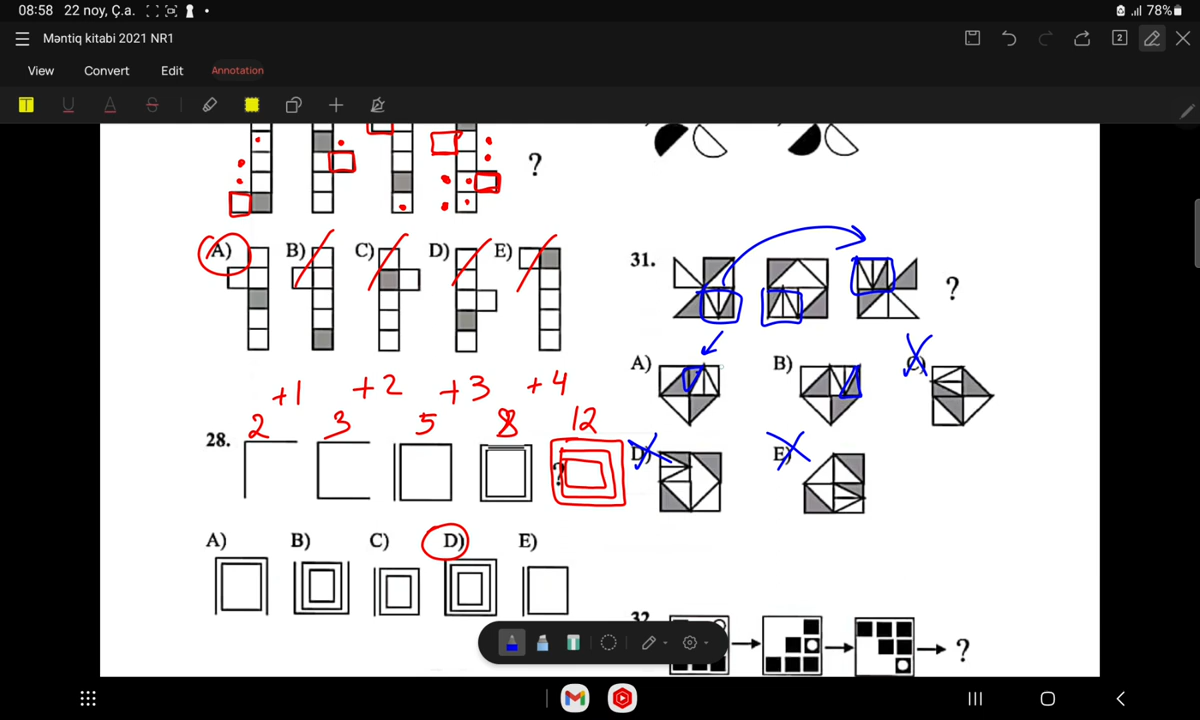 08:58 22 noy, Ç.a. 78%
Məntiq kitabi 2021 NR1 2
View Convert Edit Annotation
T U A S
?
A) B) C) D) E)
31. ?
A) B) C)
+1 +2 +3 +4
2 3 5 8 12
28. ?
D) E)
A) B) C) D) E)
32
?